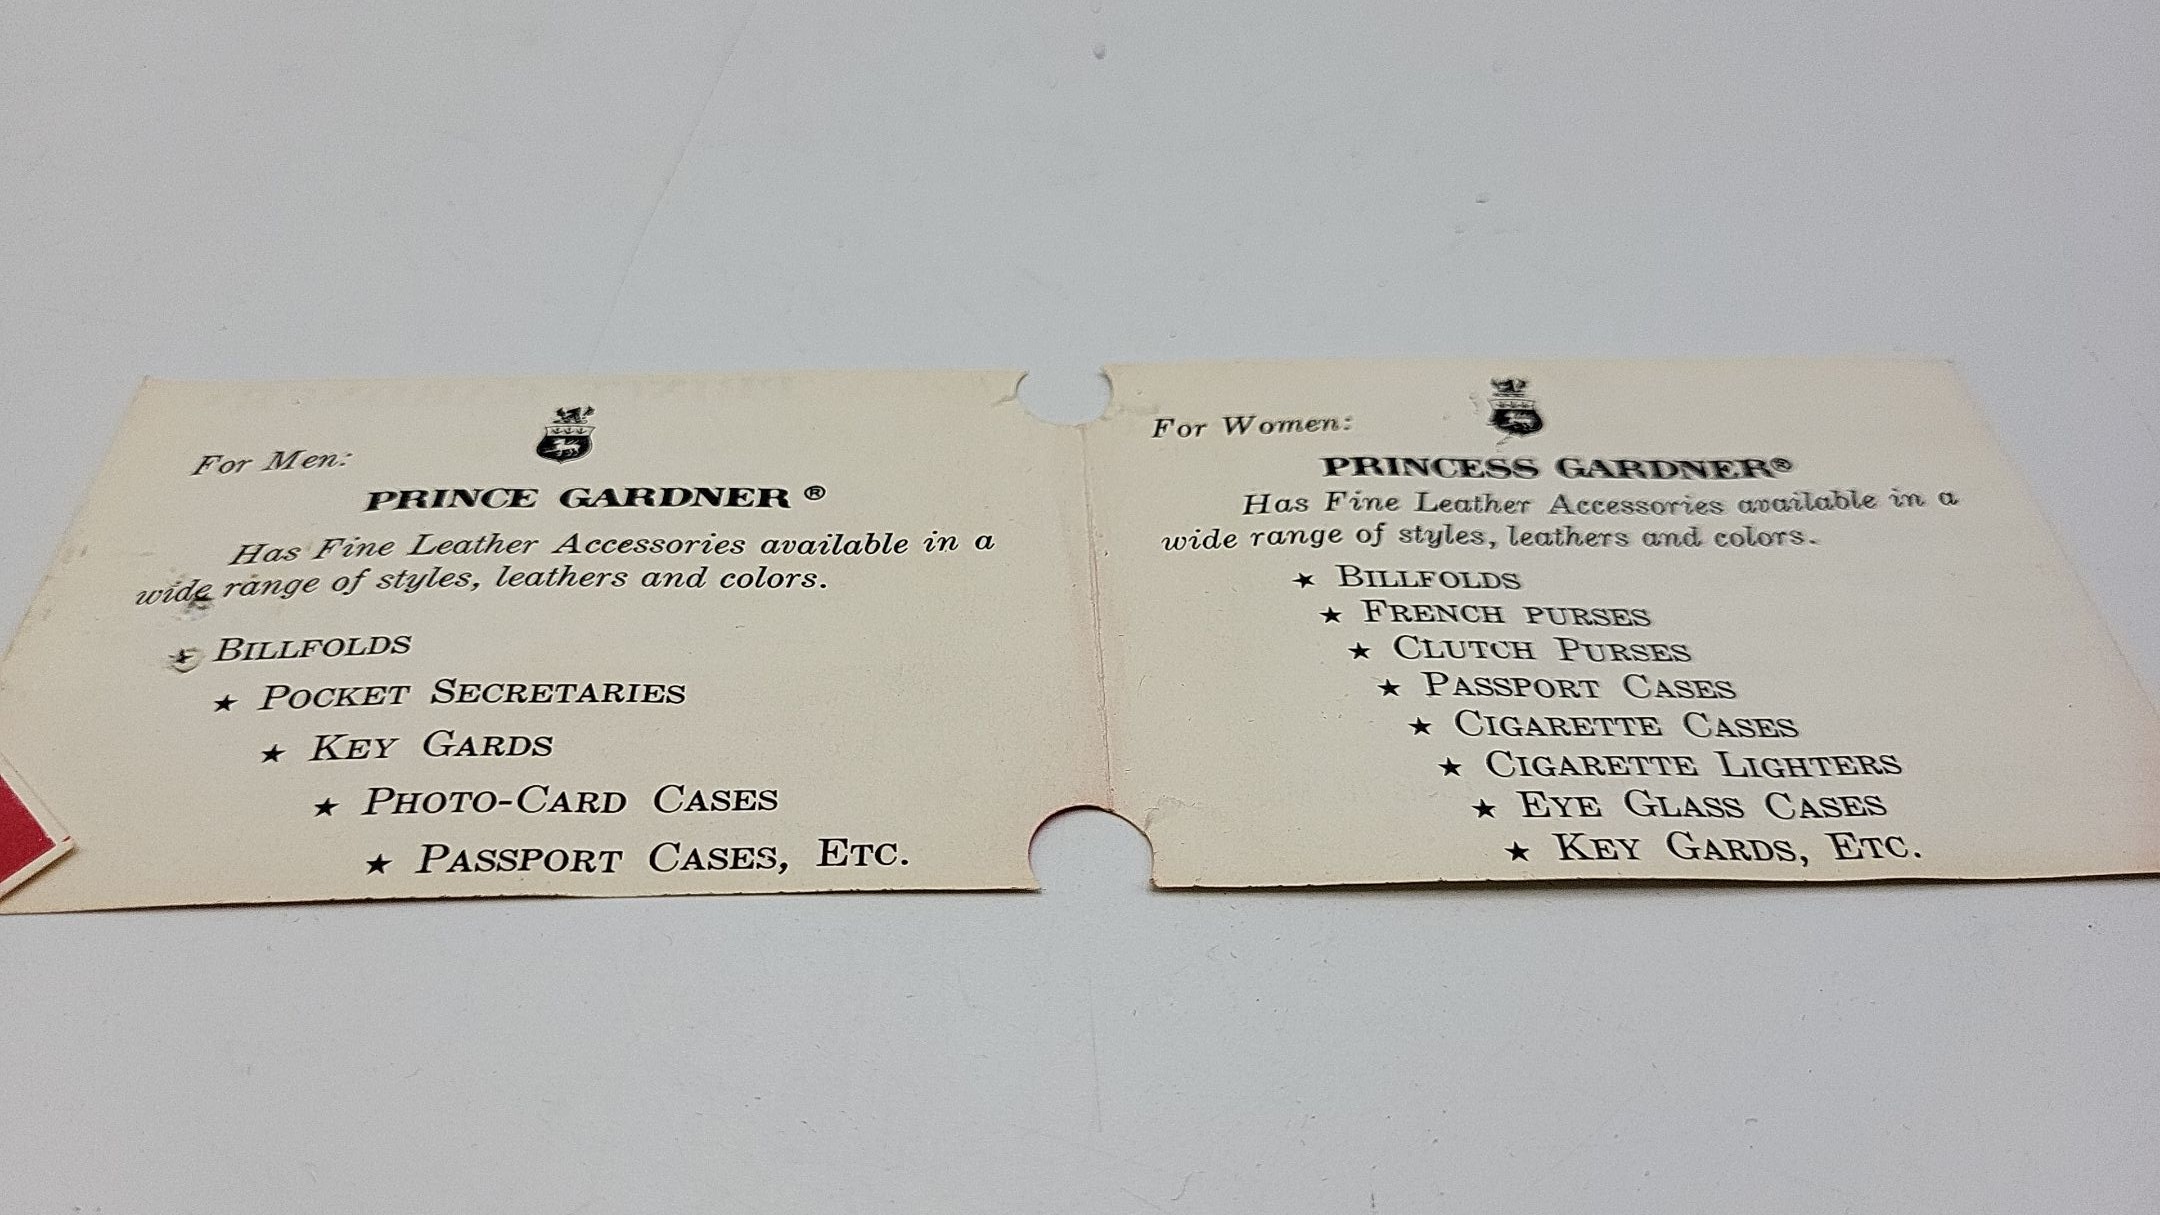 For Men:
PRINCE GARDNER ®
Has Fine Leather Accessories available in a
wide range of styles, leathers and colors.
★ BILLFOLDS
★ POCKET SECRETARIES
★ KEY GARDS
★ PHOTO-CARD CASES
★ PASSPORT CASES, ETC.
For Women:
PRINCESS GARDNER®
Has Fine Leather Accessories available in a
wide range of styles, leathers and colors.
★ BILLFOLDS
★ FRENCH PURSES
★ CLUTCH PURSES
★ PASSPORT CASES
★ CIGARETTE CASES
★ CIGARETTE LIGHTERS
★ EYE GLASS CASES
★ KEY GARDS, ETC.